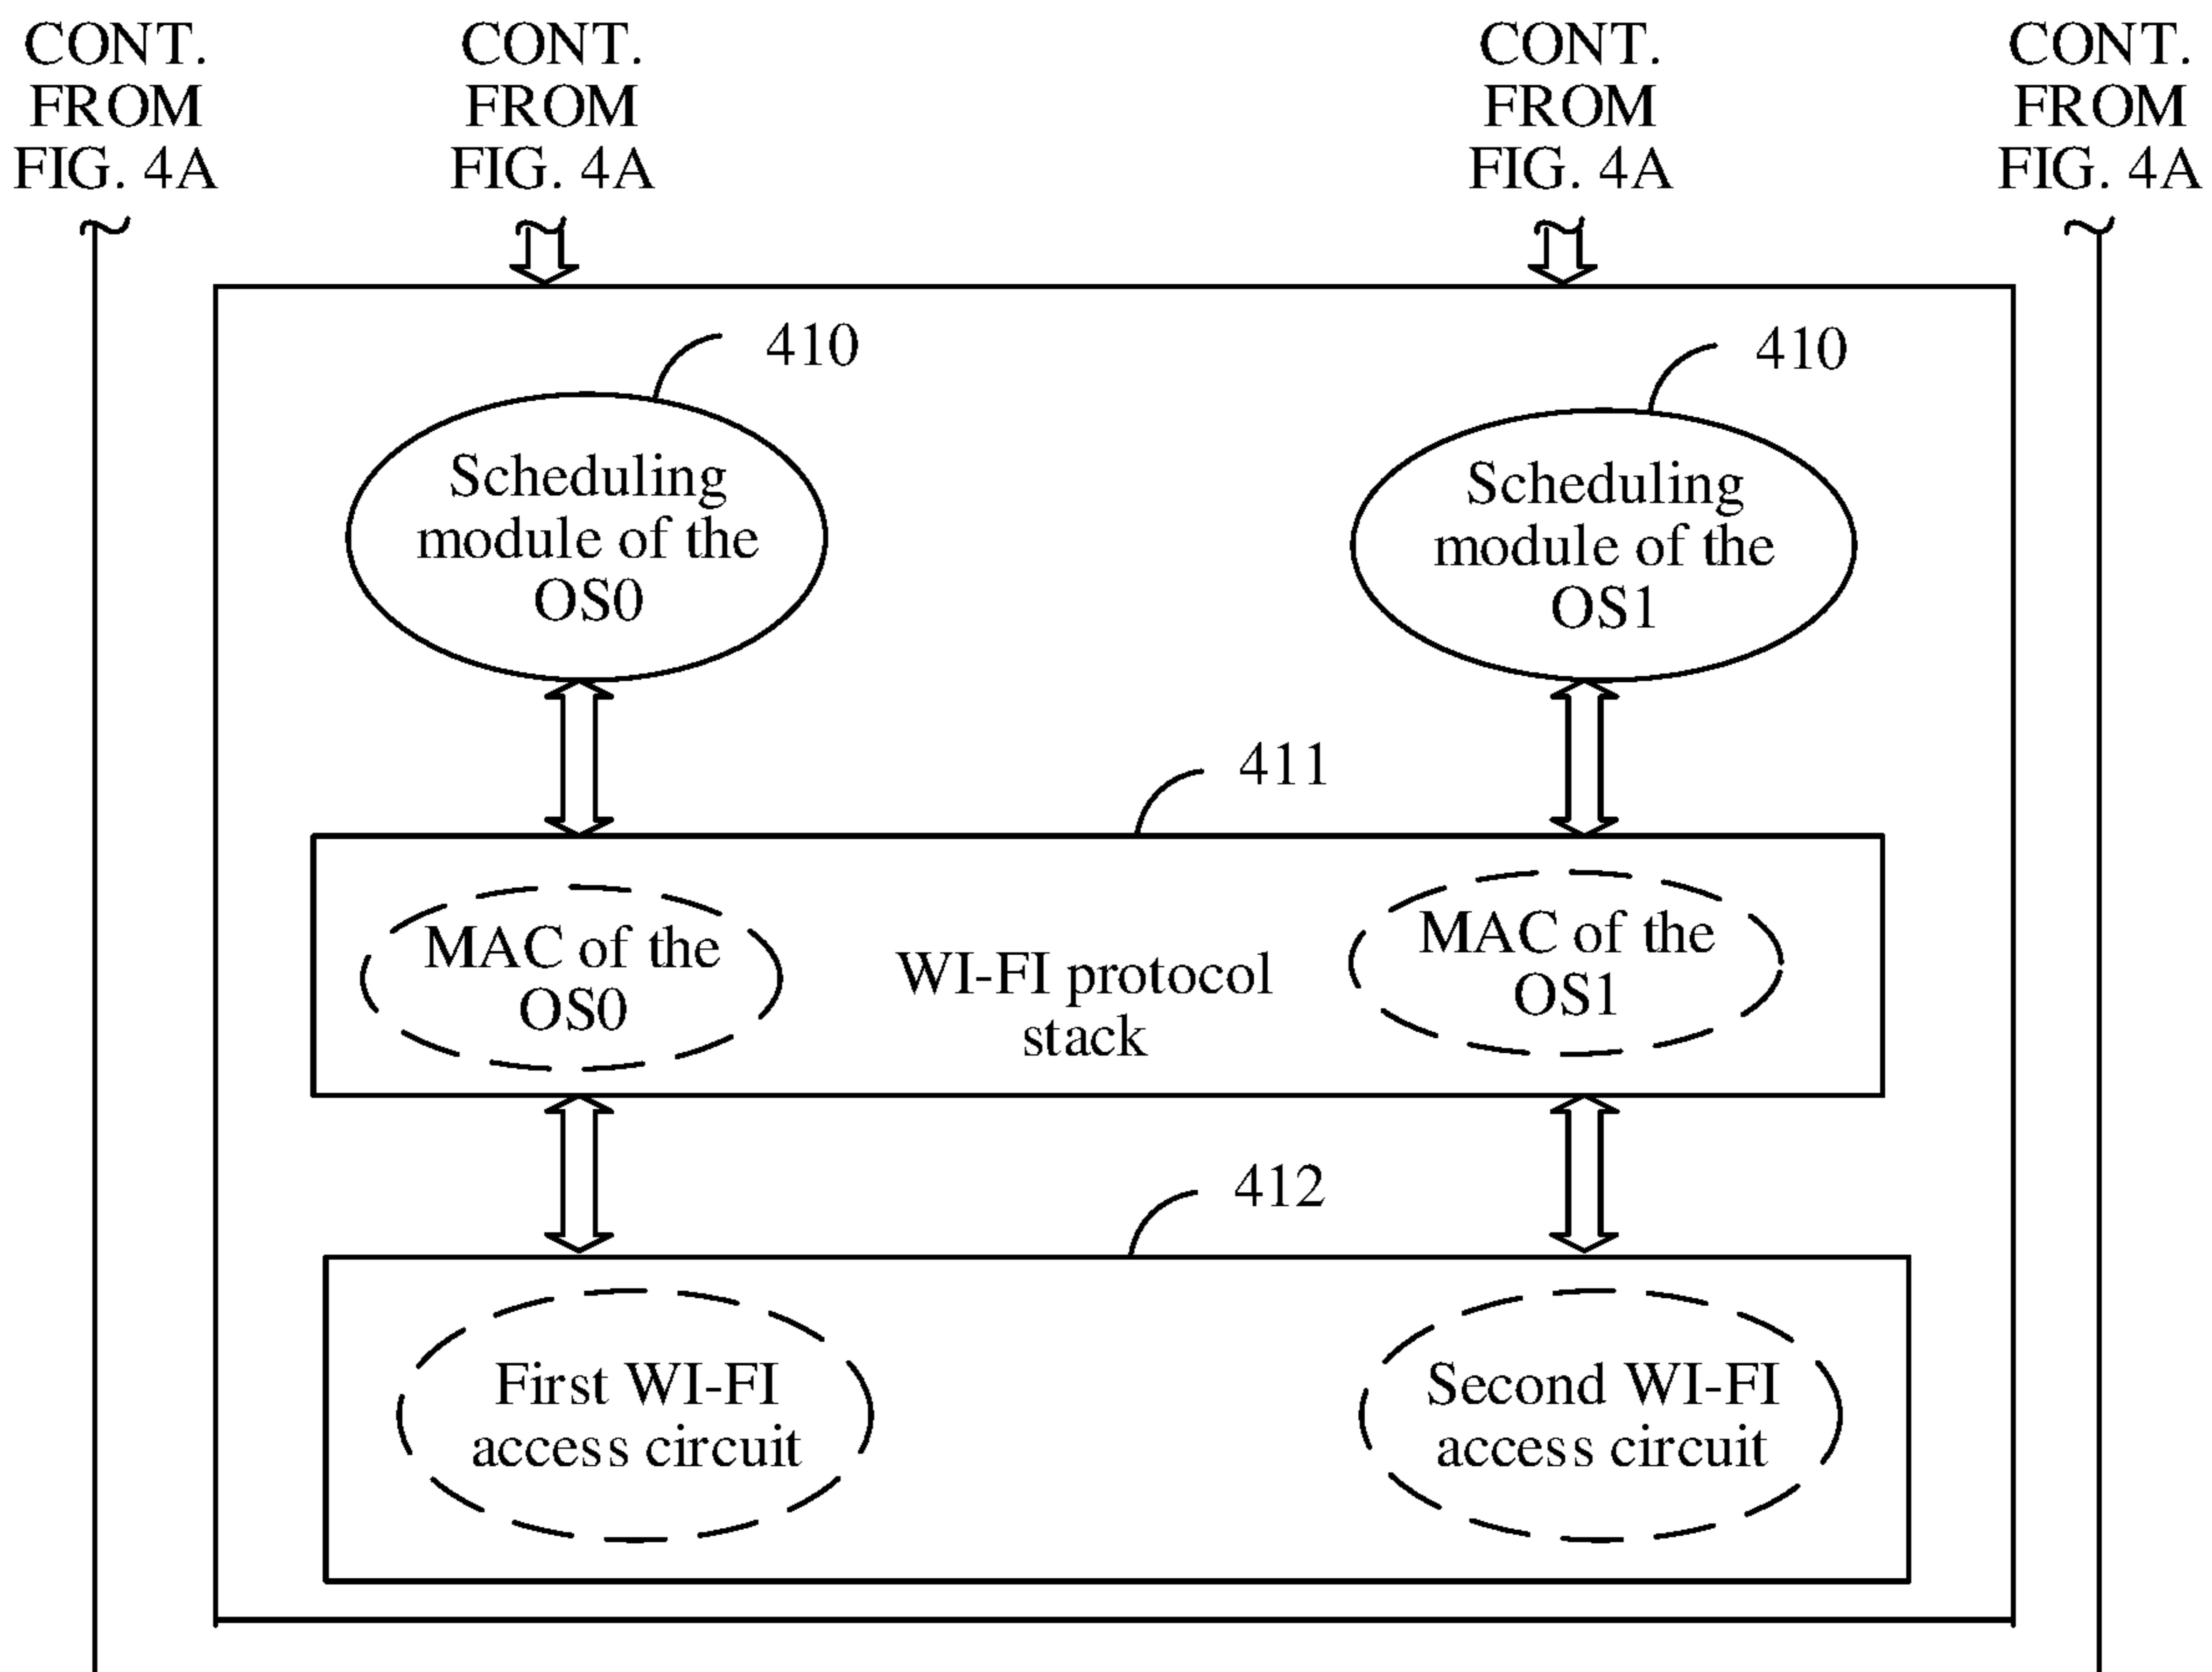 CONT.
FROM
FIG. 4A
CONT.
FROM
FIG. 4A
CONT.
FROM
FIG. 4A
CONT.
FROM
FIG. 4A
410
410
Scheduling
module of the
OS0
Scheduling
module of the
OS1
411
MAC of the
OS0
WI-FI protocol
stack
MAC of the
OS1
412
First WI-FI
access circuit
Second WI-FI
access circuit